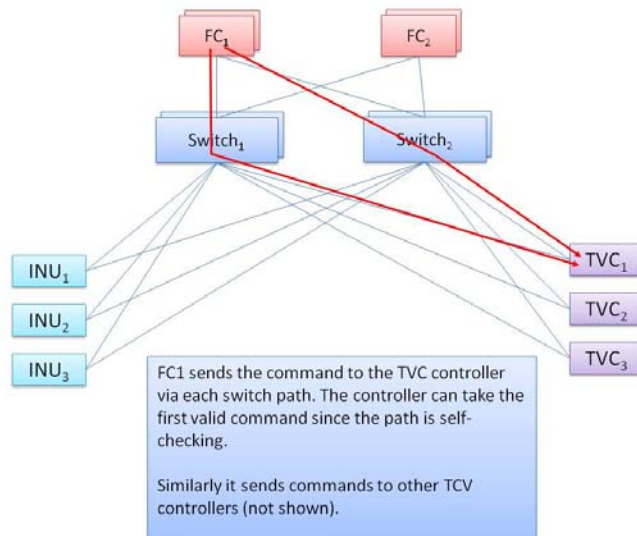 FC₁ FC₂
Switch₁ Switch₂
INU₁ TVC₁
INU₂ TVC₂
INU₃ TVC₃
FC1 sends the command to the TVC controller
via each switch path. The controller can take the
first valid command since the path is self-
checking.
Similarly it sends commands to other TCV
controllers (not shown).